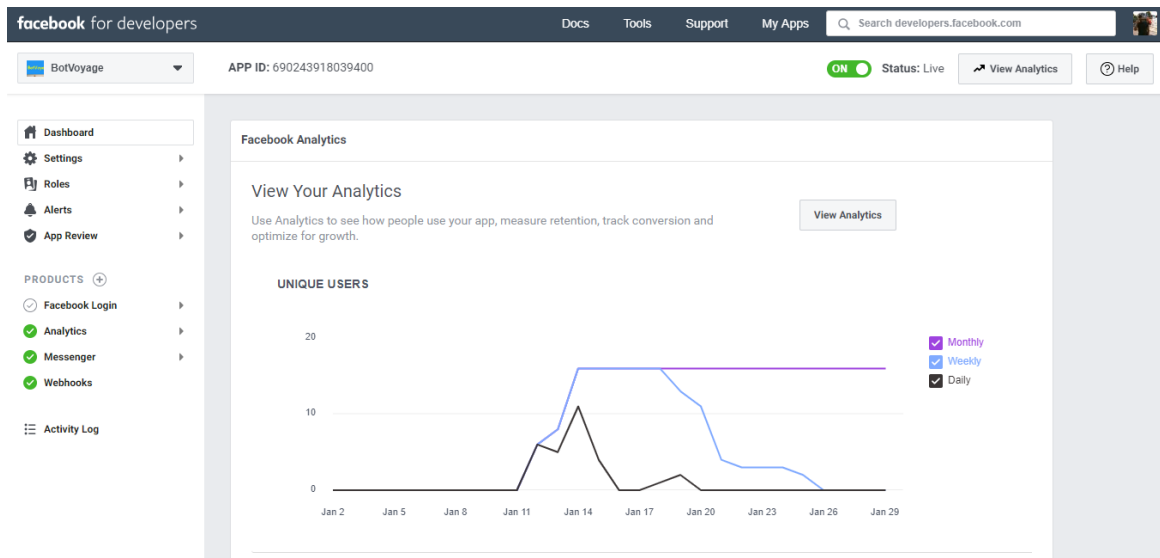 facebook for developers
Docs
Tools
Support
My Apps
Search developers.facebook.com
BotVoyage
APP ID: 690243918039400
ON
Status: Live
View Analytics
Help
Dashboard
Settings
Roles
Alerts
App Review
PRODUCTS
Facebook Login
Analytics
Messenger
Webhooks
Activity Log
Facebook Analytics
View Your Analytics
Use Analytics to see how people use your app, measure retention, track conversion and
optimize for growth.
View Analytics
UNIQUE USERS
20
10
0
Jan 2
Jan 5
Jan 8
Jan 11
Jan 14
Jan 17
Jan 20
Jan 23
Jan 26
Jan 29
Monthly
Weekly
Daily